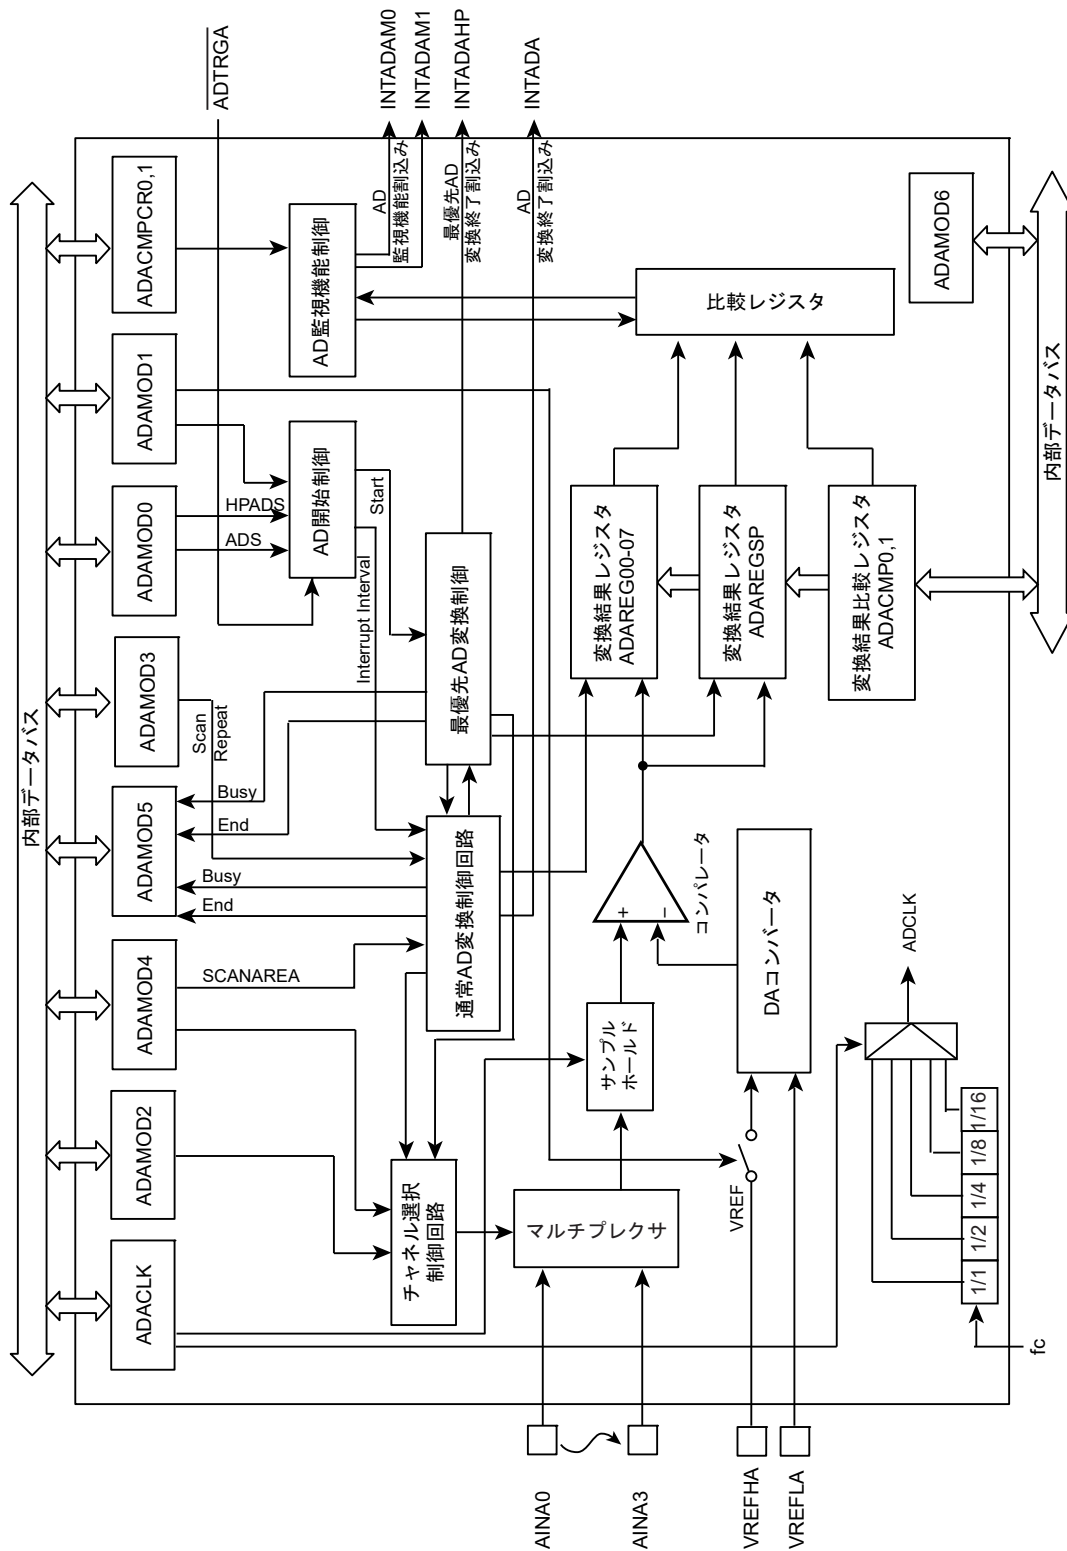 内部データバス
ADACLK
ADAMOD2
ADAMOD4
ADAMOD5
ADAMOD3
ADAMOD0
ADAMOD1
ADACMPCR0,1
ADTRGA
SCANAREA
End
Busy
End
Busy
Scan
Repeat
ADS
HPADS
AD開始制御
Interrupt Interval
Start
AD監視機能制御
AD
監視機能割込み
INTADAM0
INTADAM1
最優先AD
変換終了割込み
INTADAHP
AD
変換終了割込み
INTADA
チャネル選択
制御回路
通常AD変換制御回路
最優先AD変換制御
AINA0
AINA3
マルチプレクサ
サンプル
ホールド
+
−
コンパレータ
変換結果レジスタ
ADAREG00-07
変換結果レジスタ
ADAREGSP
変換結果比較レジスタ
ADACMP0,1
比較レジスタ
VREFHA
VREFLA
VREF
DAコンバータ
fc
1/1
1/2
1/4
1/8
1/16
ADCLK
ADAMOD6
内部データバス